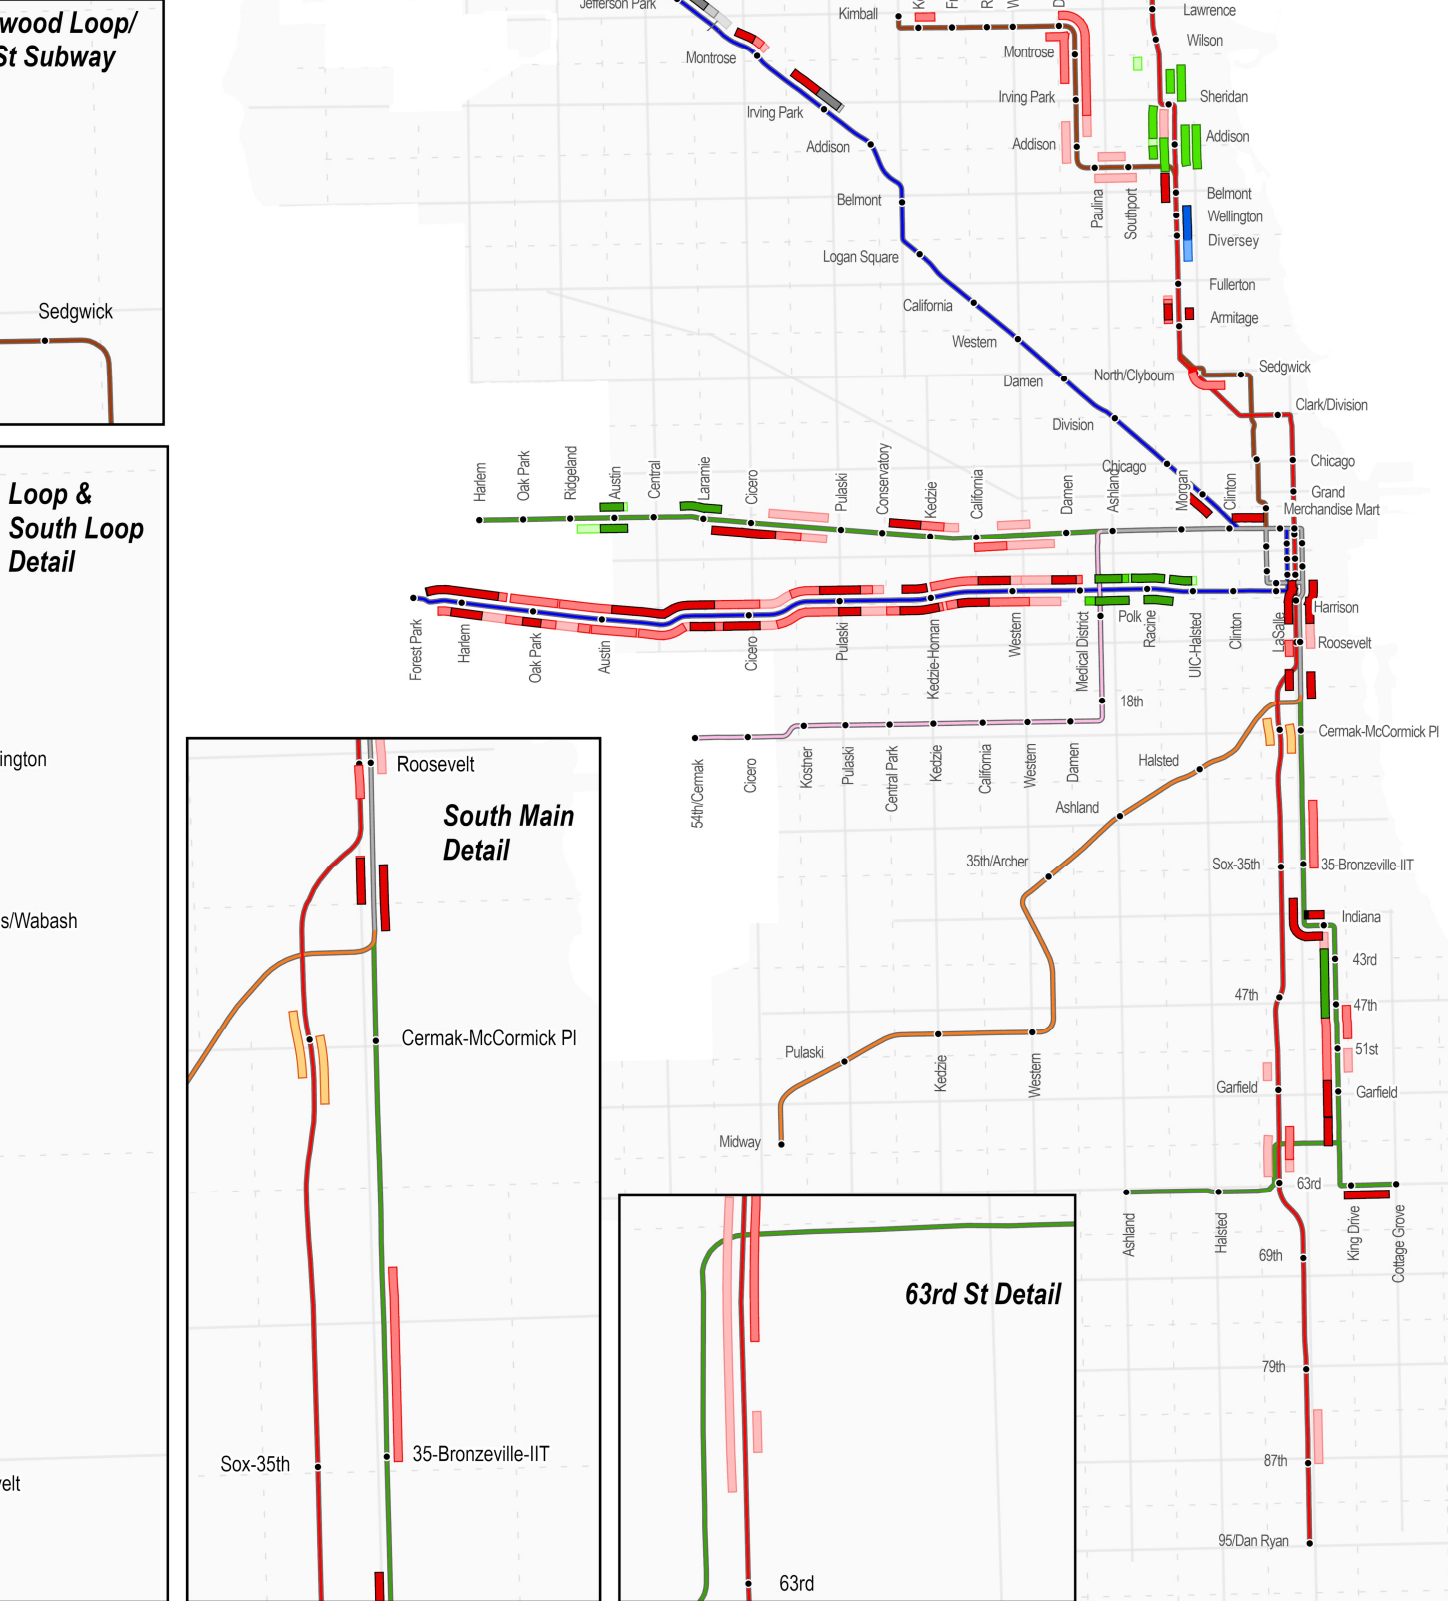 wood Loop/
St Subway
Sedgwick
Loop &
South Loop
Detail
ington
s/Wabash
velt
Jefferson Park
Montrose
Irving Park
Addison
Belmont
Logan Square
California
Western
Damen
Division
Chicago
Kimball
Montrose
Irving Park
Addison
Paulina
Southport
Lawrence
Wilson
Sheridan
Addison
Belmont
Wellington
Diversey
Fullerton
Armitage
North/Clybourn
Sedgwick
Clark/Division
Chicago
Grand
Merchandise Mart
Harlem
Oak Park
Ridgeland
Austin
Central
Laramie
Cicero
Pulaski
Conservatory
Kedzie
California
Damen
Ashland
Morgan
Clinton
Forest Park
Harlem
Oak Park
Austin
Cicero
Pulaski
Kedzie-Homan
Western
Medical District
Polk
Racine
UIC-Halsted
Clinton
LaSalle
Harrison
Roosevelt
18th
54th/Cermak
Cicero
Kostner
Pulaski
Central Park
Kedzie
California
Western
Damen
Halsted
Ashland
35th/Archer
Pulaski
Kedzie
Western
Midway
Cermak-McCormick Pl
Sox-35th
35-Bronzeville-IIT
Indiana
43rd
47th
47th
51st
Garfield
Garfield
63rd
Ashland
Halsted
King Drive
Cottage Grove
69th
79th
87th
95/Dan Ryan
Roosevelt
South Main
Detail
Cermak-McCormick Pl
Sox-35th
35-Bronzeville-IIT
63rd St Detail
63rd